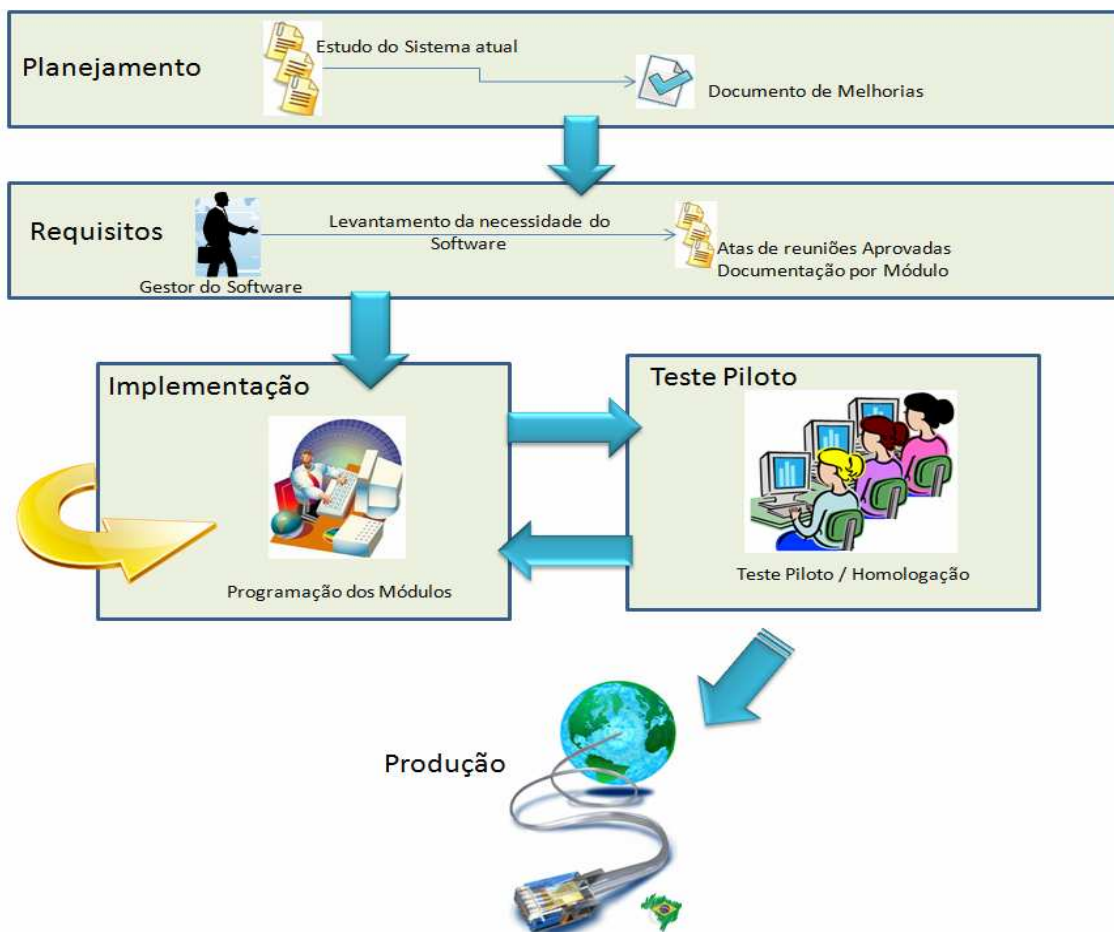 Planejamento
Estudo do Sistema atual
Documento de Melhorias
Requisitos
Levantamento da necessidade do
Software
Gestor do Software
Atas de reuniões Aprovadas
Documentação por Módulo
Implementação
Programação dos Módulos
Teste Piloto
Teste Piloto / Homologação
Produção